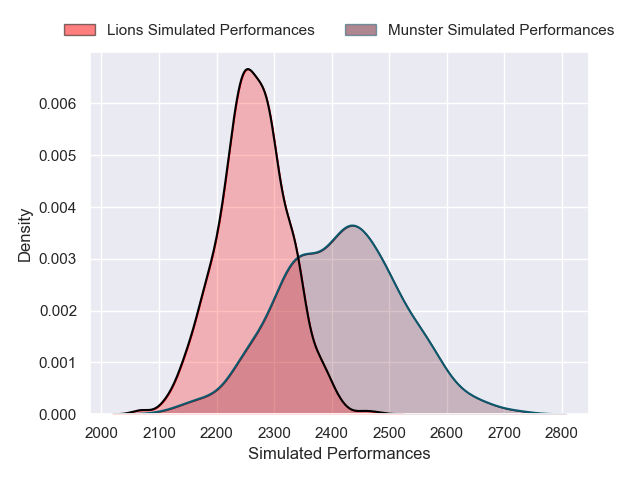 Lions Simulated Performances Munster Simulated Performances
0.006
0.005
0.004
0.003
0.002
0.001
0.000
Density
2000 2100 2200 2300 2400 2500 2600 2700 2800
Simulated Performances